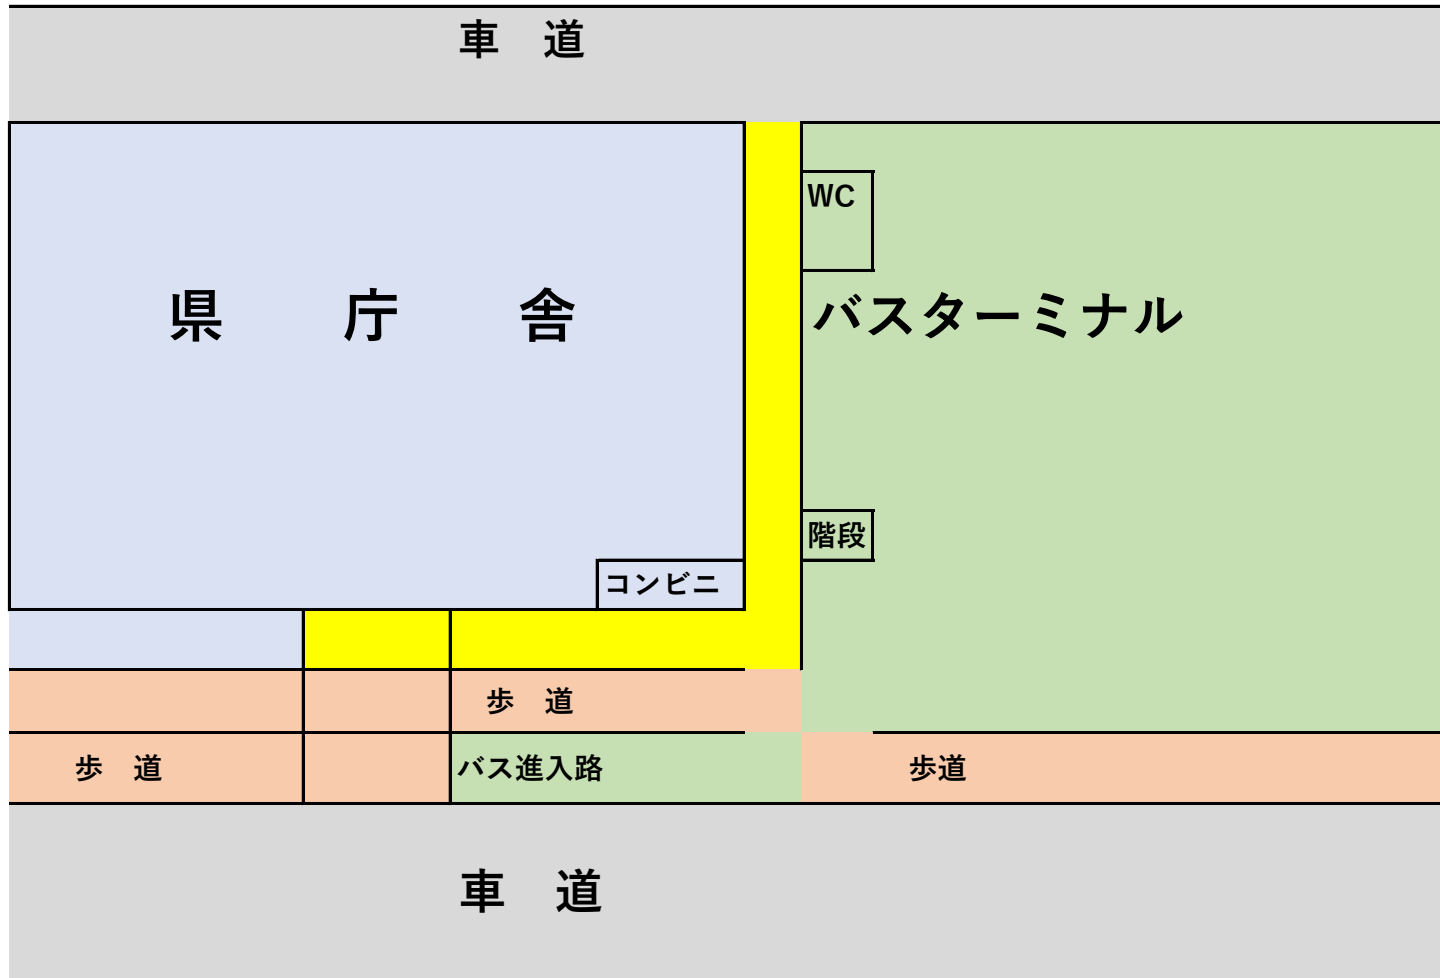 車　道
WC
県　庁　舎
バスターミナル
階段
コンビニ
歩　道
歩　道
バス進入路
歩道
車　道